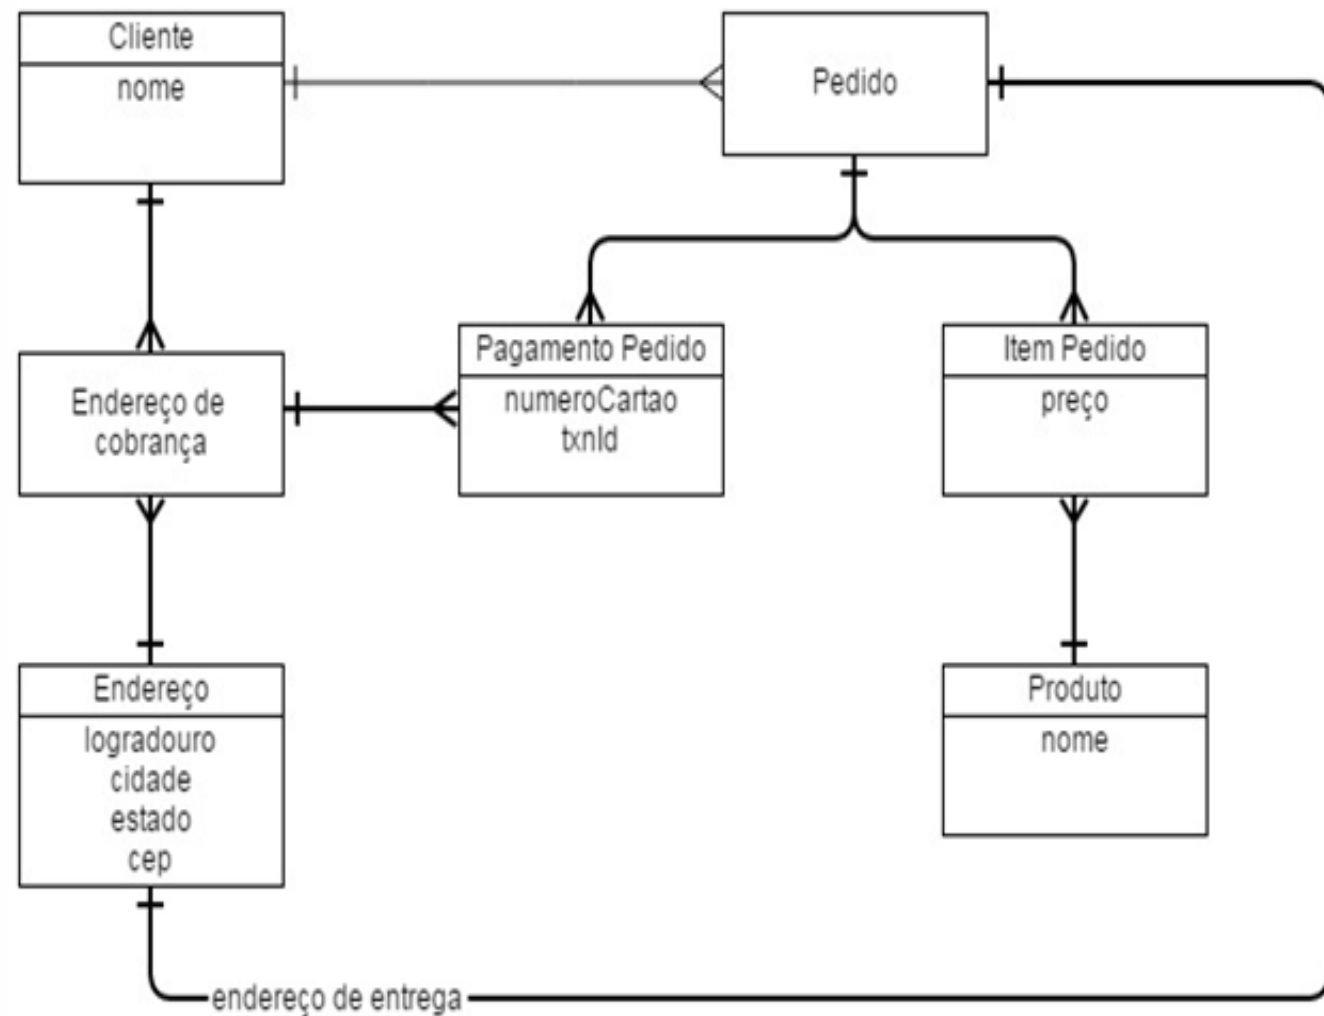 Cliente
nome
Pedido
Pagamento Pedido
numeroCartao
txnId
Item Pedido
preço
Endereço de
cobrança
Endereço
logradouro
cidade
estado
cep
Produto
nome
endereço de entrega